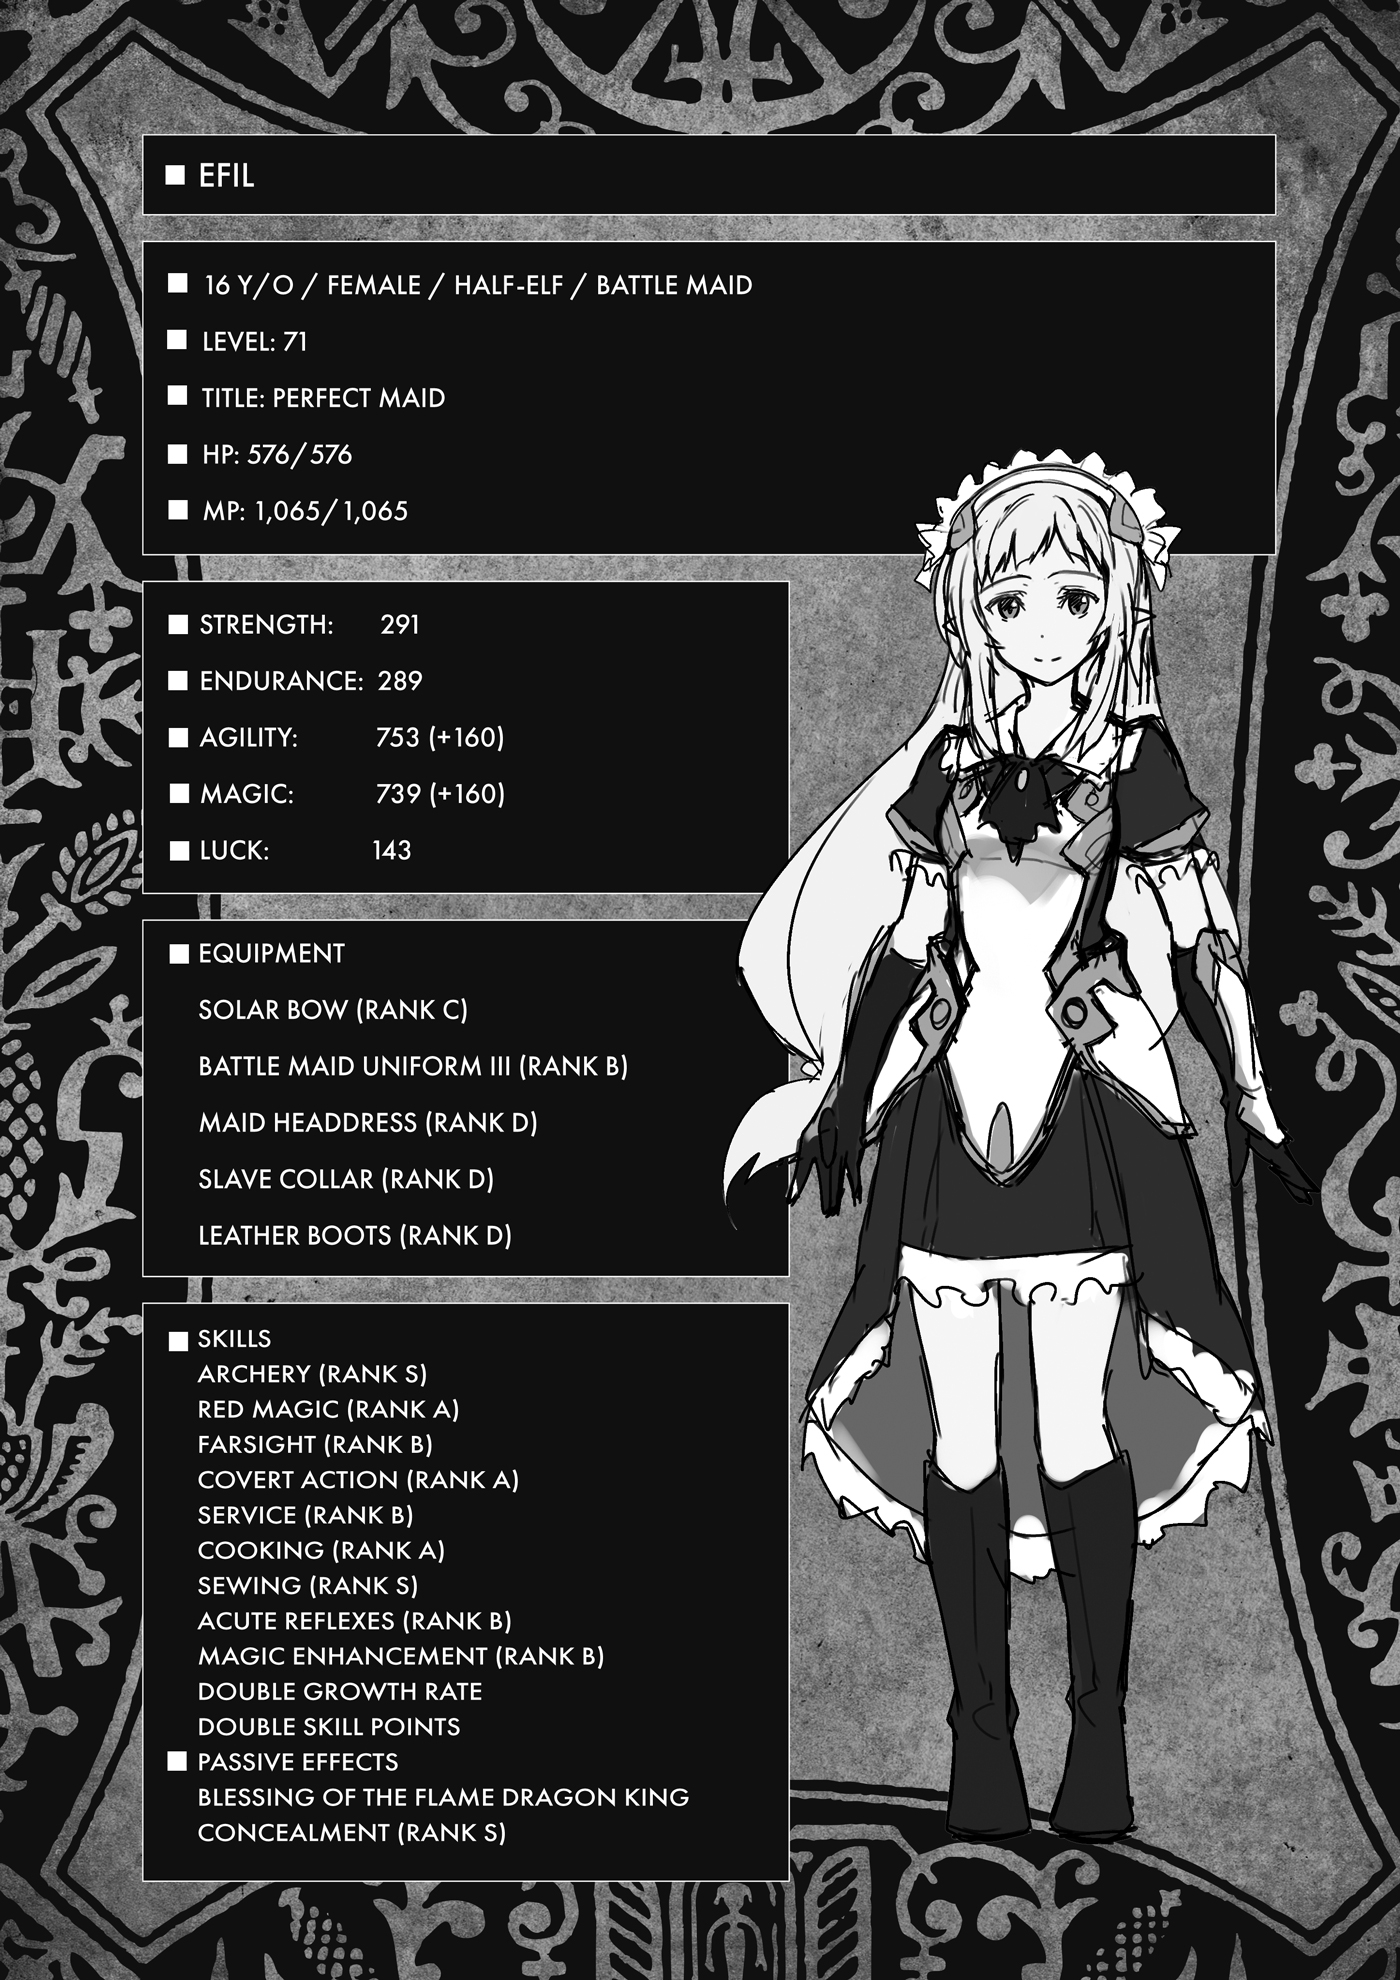 EFIL
16 Y/O / FEMALE / HALF-ELF / BATTLE MAID
LEVEL: 71
TITLE: PERFECT MAID
HP: 576/576
MP: 1,065/1,065
STRENGTH: 291
ENDURANCE: 289
AGILITY: 753 (+160)
MAGIC: 739 (+160)
LUCK: 143
EQUIPMENT
SOLAR BOW (RANK C)
BATTLE MAID UNIFORM III (RANK B)
MAID HEADDRESS (RANK D)
SLAVE COLLAR (RANK D)
LEATHER BOOTS (RANK D)
SKILLS
ARCHERY (RANK S)
RED MAGIC (RANK A)
FARSIGHT (RANK B)
COVERT ACTION (RANK A)
SERVICE (RANK B)
COOKING (RANK A)
SEWING (RANK S)
ACUTE REFLEXES (RANK B)
MAGIC ENHANCEMENT (RANK B)
DOUBLE GROWTH RATE
DOUBLE SKILL POINTS
PASSIVE EFFECTS
BLESSING OF THE FLAME DRAGON KING
CONCEALMENT (RANK S)